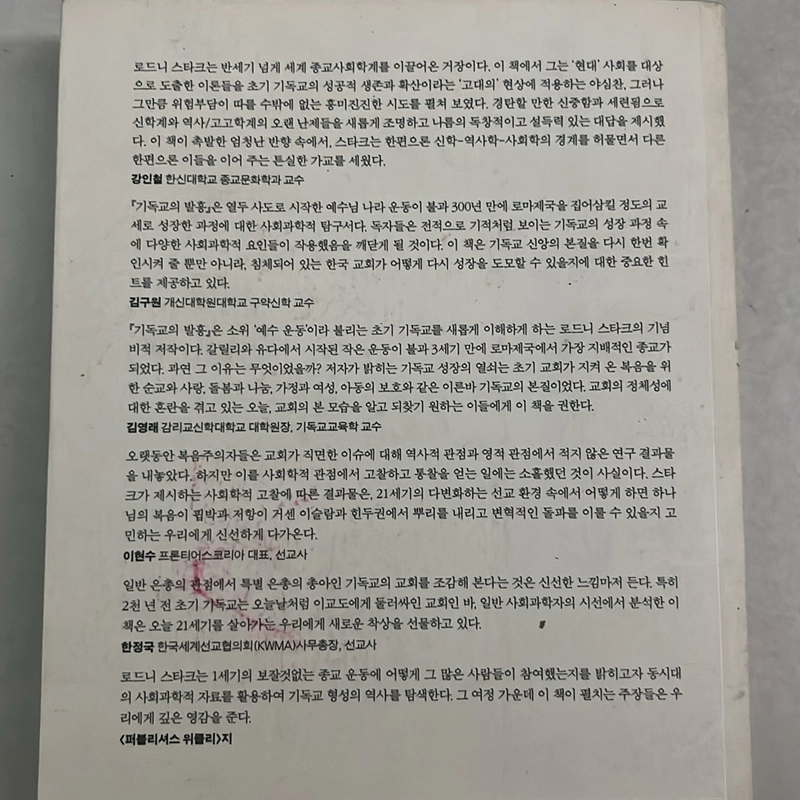 로드니 스타크는 반세기 넘게 세계 종교사회학계를 이끌어온 거장이다. 이 책에서 그는 '현대' 사회를 대상
으로 도출한 이론들을 초기 기독교의 성공적 생존과 확산이라는 '고대의' 현상에 적용하는 야심찬, 그러나
그만큼 위험부담이 따를 수밖에 없는 흥미진진한 시도를 펼쳐 보였다. 경탄할 만한 신중함과 세련됨으로
신학계와 역사/고고학계의 오랜 난제들을 새롭게 조명하고 나름의 독창적이고 설득력 있는 대답을 제시했
다. 이 책이 촉발한 엄청난 반향 속에서, 스타크는 한편으론 신학-역사학-사회학의 경계를 허물면서 다른
한편으론 이들을 이어 주는 튼실한 가교를 세웠다.
강인철 한신대학교 종교문화학과 교수
『기독교의 발흥』은 열두 사도로 시작한 예수님 나라 운동이 불과 300년 만에 로마제국을 집어삼킬 정도의 교
세로 성장한 과정에 대한 사회과학적 탐구서다. 독자들은 전적으로 기적처럼 보이는 기독교의 성장 과정 속
에 다양한 사회과학적 요인들이 작용했음을 깨닫게 될 것이다. 이 책은 기독교 신앙의 본질을 다시 한번 확
인시켜 줄 뿐만 아니라, 침체되어 있는 한국 교회가 어떻게 다시 성장을 도모할 수 있을지에 대한 중요한 힌
트를 제공하고 있다.
김구원 개신대학원대학교 구약신학 교수
『기독교의 발흥』은 소위 '예수 운동'이라 불리는 초기 기독교를 새롭게 이해하게 하는 로드니 스타크의 기념
비적 저작이다. 갈릴리와 유다에서 시작된 작은 운동이 불과 3세기 만에 로마제국에서 가장 지배적인 종교가
되었다. 과연 그 이유는 무엇이었을까? 저자가 밝히는 기독교 성장의 열쇠는 초기 교회가 지켜 온 복음을 위
한 순교와 사랑, 돌봄과 나눔, 가정과 여성, 아동의 보호와 같은 이른바 기독교의 본질이었다. 교회의 정체성에
대한 혼란을 겪고 있는 오늘, 교회의 본 모습을 알고 되찾기 원하는 이들에게 이 책을 권한다.
김영래 감리교신학대학교 대학원장, 기독교교육학 교수
오랫동안 복음주의자들은 교회가 직면한 이슈에 대해 역사적 관점과 영적 관점에서 적지 않은 연구 결과물
을 내놓았다. 하지만 이를 사회학적 관점에서 고찰하고 통찰을 얻는 일에는 소홀했던 것이 사실이다. 스타
크가 제시하는 사회학적 고찰에 따른 결과물은, 21세기의 다변화하는 선교 환경 속에서 어떻게 하면 하나
님의 복음이 핍박과 저항이 거센 이슬람과 힌두권에서 뿌리를 내리고 변혁적인 돌파를 이룰 수 있을지 고
민하는 우리에게 신선하게 다가온다.
이현수 프론티어스코리아 대표, 선교사
일반 은총의 관점에서 특별 은총의 총아인 기독교의 교회를 조감해 본다는 것은 신선한 느낌마저 든다. 특히
2천 년 전 초기 기독교는 오늘날처럼 이교도에게 둘러싸인 교회인 바, 일반 사회과학자의 시선에서 분석한 이
책은 오늘 21세기를 살아가는 우리에게 새로운 착상을 선물하고 있다.
한정국 한국세계선교협의회(KWMA)사무총장, 선교사
로드니 스타크는 1세기의 보잘것없는 종교 운동에 어떻게 그 많은 사람들이 참여했는지를 밝히고자 동시대
의 사회과학적 자료를 활용하여 기독교 형성의 역사를 탐색한다. 그 여정 가운데 이 책이 펼치는 주장들은 우
리에게 깊은 영감을 준다.
〈퍼블리셔스 위클리〉지